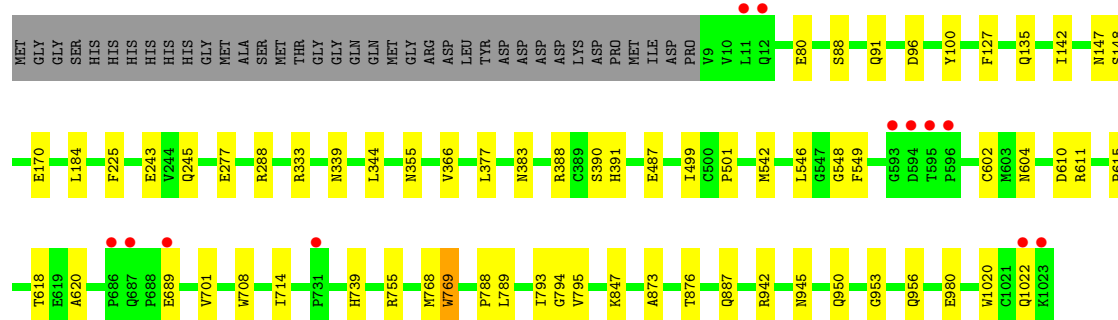 MET GLY GLY SER HIS HIS HIS HIS HIS HIS GLY MET ALA SER MET THR GLY GLY GLN GLN MET GLY ARG ASP LEU TYR ASP ASP ASP ASP LYS ASP PRO MET ILE ASP PRO V9 V10 L11 Q12 E80 S88 Q91 D96 Y100 F127 Q135 I142 N147 S148
E170 L184 F225 E243 V244 Q245 E277 R288 R333 N339 L344 N355 V366 L377 N383 R388 C389 S390 H391 E487 I499 C500 P501 M542 L546 G547 G548 F549 G593 D594 T595 P596 C602 M603 N604 D610 R611
T618 E619 A620 P686 Q687 P688 E689 V701 W708 I714 P731 H739 R755 M768 W769 P788 L789 I793 G794 V795 K847 A873 T876 Q887 R942 N945 Q950 G953 Q956 E980 W1020 C1021 Q1022 K1023